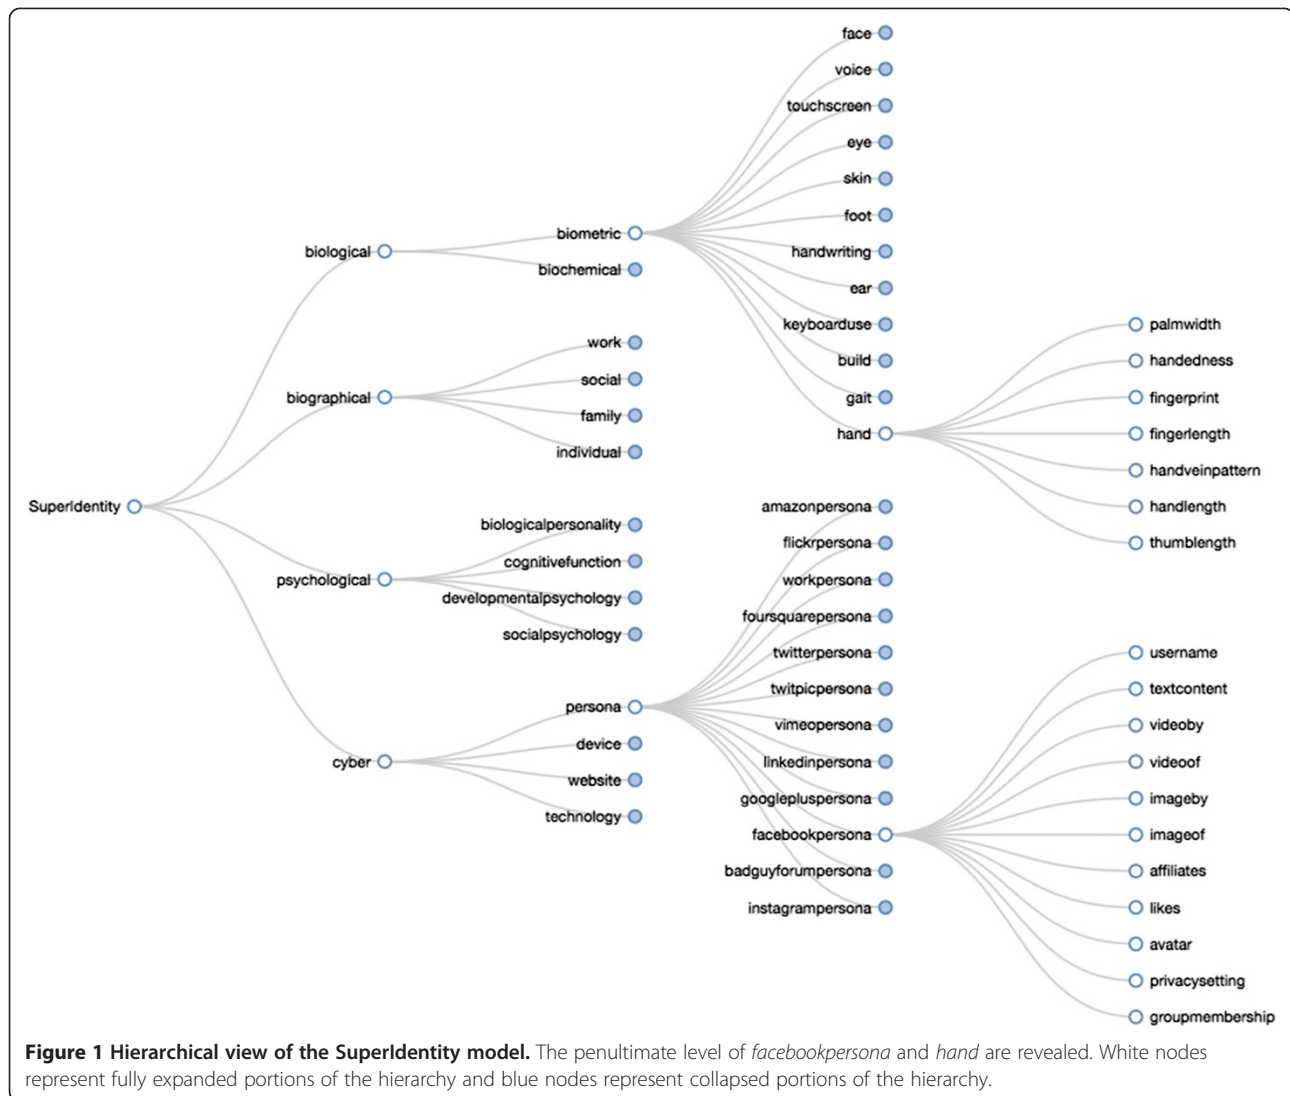 SuperIdentity
biological
biographical
psychological
cyber
biometric
biochemical
work
social
family
individual
biologicalpersonality
cognitivefunction
developmentalpsychology
socialpsychology
persona
device
website
technology
face
voice
touchscreen
eye
skin
foot
handwriting
ear
keyboarduse
build
gait
hand
amazonpersona
flickrpersona
workpersona
foursquarepersona
twitterpersona
twitpicpersona
vimeopersona
linkedinpersona
googlepluspersona
facebookpersona
badguyforumpersona
instagrampersona
palmwidth
handedness
fingerprint
fingerlength
handveinpattern
handlength
thumblength
username
textcontent
videoby
videoof
imageby
imageof
affiliates
likes
avatar
privacysetting
groupmembership
Figure 1 Hierarchical view of the SuperIdentity model. The penultimate level of facebookpersona and hand are revealed. White nodes
represent fully expanded portions of the hierarchy and blue nodes represent collapsed portions of the hierarchy.